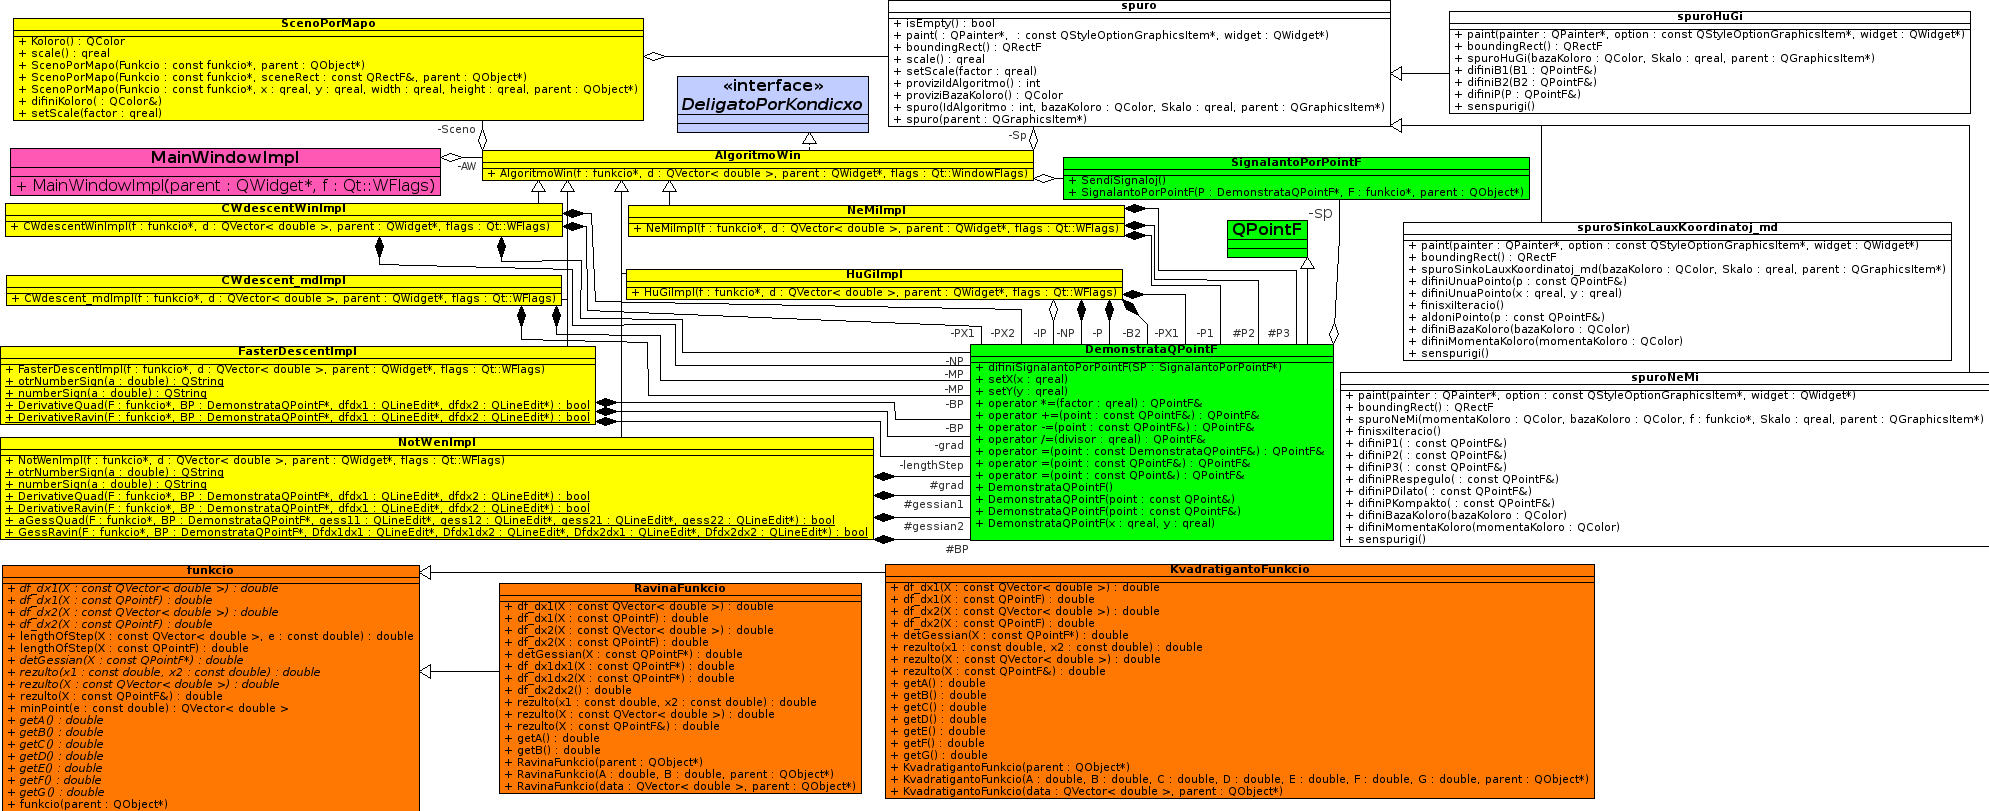 ScenoPorMapo
+ Koloro() : QColor
+ scale() : qreal
+ ScenoPorMapo(Funkcio : const funkcio*, parent : QObject*)
+ ScenoPorMapo(Funkcio : const funkcio*, sceneRect : const QRectF&, parent : QObject*)
+ ScenoPorMapo(Funkcio : const funkcio*, x : qreal, y : qreal, width : qreal, height : qreal, parent : QObject*)
+ difiniKoloro( : QColor&)
+ setScale(factor : qreal)
spuro
+ isEmpty() : bool
+ paint( : QPainter*, : const QStyleOptionGraphicsItem*, widget : QWidget*)
+ boundingRect() : QRectF
+ scale() : qreal
+ setScale(factor : qreal)
+ proviziIdAlgoritmo() : int
+ proviziBazaKoloro() : QColor
+ spuro(IdAlgoritmo : int, bazaKoloro : QColor, Skalo : qreal, parent : QGraphicsItem*)
+ spuro(parent : QGraphicsItem*)
spuroHuGi
+ paint(painter : QPainter*, option : const QStyleOptionGraphicsItem*, widget : QWidget*)
+ boundingRect() : QRectF
+ spuroHuGi(bazaKoloro : QColor, Skalo : qreal, parent : QGraphicsItem*)
+ difiniB1(B1 : QPointF&)
+ difiniB2(B2 : QPointF&)
+ difiniP(P : QPointF&)
+ senspurigi()
«interface»
DeligatoPorKondicxo
-Sceno
-AW
-Sp
MainWindowImpl
+ MainWindowImpl(parent : QWidget*, f : Qt::WFlags)
AlgoritmoWin
+ AlgoritmoWin(f : funkcio*, d : QVector< double >, parent : QWidget*, flags : Qt::WindowFlags)
SignalantoPorPointF
+ SendiSignaloj()
+ SignalantoPorPointF(P : DemonstrataQPointF*, F : funkcio*, parent : QObject*)
-sp
CWdescentWinImpl
+ CWdescentWinImpl(f : funkcio*, d : QVector< double >, parent : QWidget*, flags : Qt::WFlags)
NeMiImpl
+ NeMiImpl(f : funkcio*, d : QVector< double >, parent : QWidget*, flags : Qt::WFlags)
QPointF
spuroSinkoLauxKoordinatoj_md
+ paint(painter : QPainter*, option : const QStyleOptionGraphicsItem*, widget : QWidget*)
+ boundingRect() : QRectF
+ spuroSinkoLauxKoordinatoj_md(bazaKoloro : QColor, Skalo : qreal, parent : QGraphicsItem*)
+ difiniUnuaPointo(p : const QPointF&)
+ difiniUnuaPointo(x : qreal, y : qreal)
+ finisxiIteracio()
+ aldoniPointo(p : const QPointF&)
+ difiniBazaKoloro(bazaKoloro : QColor)
+ difiniMomentaKoloro(momentaKoloro : QColor)
+ senspurigi()
CWdescent_mdImpl
+ CWdescent_mdImpl(f : funkcio*, d : QVector< double >, parent : QWidget*, flags : Qt::WFlags)
HuGiImpl
+ HuGiImpl(f : funkcio*, d : QVector< double >, parent : QWidget*, flags : Qt::WFlags)
-PX1
-PX2
-IP
-NP
-P
-B2
-PX1
-P1
#P2
#P3
-NP
-MP
-MP
-BP
-BP
-grad
-lengthStep
#grad
#gessian1
#gessian2
#BP
FasterDescentImpl
+ FasterDescentImpl(f : funkcio*, d : QVector< double >, parent : QWidget*, flags : Qt::WFlags)
+ otrNumberSign(a : double) : QString
+ numberSign(a : double) : QString
+ DerivativeQuad(F : funkcio*, BP : DemonstrataQPointF*, dfdx1 : QLineEdit*, dfdx2 : QLineEdit*) : bool
+ DerivativeRavin(F : funkcio*, BP : DemonstrataQPointF*, dfdx1 : QLineEdit*, dfdx2 : QLineEdit*) : bool
NotWenImpl
+ NotWenImpl(f : funkcio*, d : QVector< double >, parent : QWidget*, flags : Qt::WFlags)
+ otrNumberSign(a : double) : QString
+ numberSign(a : double) : QString
+ DerivativeQuad(F : funkcio*, BP : DemonstrataQPointF*, dfdx1 : QLineEdit*, dfdx2 : QLineEdit*) : bool
+ DerivativeRavin(F : funkcio*, BP : DemonstrataQPointF*, dfdx1 : QLineEdit*, dfdx2 : QLineEdit*) : bool
+ aGessQuad(F : funkcio*, BP : DemonstrataQPointF*, gess11 : QLineEdit*, gess12 : QLineEdit*, gess21 : QLineEdit*, gess22 : QLineEdit*) : bool
+ GessRavin(F : funkcio*, BP : DemonstrataQPointF*, Dfdx1dx1 : QLineEdit*, Dfdx1dx2 : QLineEdit*, Dfdx2dx1 : QLineEdit*, Dfdx2dx2 : QLineEdit*) : bool
DemonstrataQPointF
+ difiniSignalantoPorPointF(SP : SignalantoPorPointF*)
+ setX(x : qreal)
+ setY(y : qreal)
+ operator *=(factor : qreal) : QPointF&
+ operator +=(point : const QPointF&) : QPointF&
+ operator -=(point : const QPointF&) : QPointF&
+ operator /=(divisor : qreal) : QPointF&
+ operator =(point : const DemonstrataQPointF&) : QPointF&
+ operator =(point : const QPointF&) : QPointF&
+ operator =(point : const QPoint&) : QPointF&
+ DemonstrataQPointF()
+ DemonstrataQPointF(point : const QPoint&)
+ DemonstrataQPointF(point : const QPointF&)
+ DemonstrataQPointF(x : qreal, y : qreal)
spuroNeMi
+ paint(painter : QPainter*, option : const QStyleOptionGraphicsItem*, widget : QWidget*)
+ boundingRect() : QRectF
+ spuroNeMi(momentaKoloro : QColor, bazaKoloro : QColor, f : funkcio*, Skalo : qreal, parent : QGraphicsItem*)
+ finisxiIteracio()
+ difiniP1( : const QPointF&)
+ difiniP2( : const QPointF&)
+ difiniP3( : const QPointF&)
+ difiniPRespegulo( : const QPointF&)
+ difiniPDilato( : const QPointF&)
+ difiniPKompakto( : const QPointF&)
+ difiniBazaKoloro(bazaKoloro : QColor)
+ difiniMomentaKoloro(momentaKoloro : QColor)
+ senspurigi()
funkcio
+ df_dx1(X : const QVector< double >) : double
+ df_dx1(X : const QPointF) : double
+ df_dx2(X : const QVector< double >) : double
+ df_dx2(X : const QPointF) : double
+ lengthOfStep(X : const QVector< double >, e : const double) : double
+ lengthOfStep(X : const QPointF) : double
+ detGessian(X : const QPointF*) : double
+ rezulto(x1 : const double, x2 : const double) : double
+ rezulto(X : const QVector< double >) : double
+ rezulto(X : const QPointF&) : double
+ minPoint(e : const double) : QVector< double >
+ getA() : double
+ getB() : double
+ getC() : double
+ getD() : double
+ getE() : double
+ getF() : double
+ getG() : double
+ funkcio(parent : QObject*)
RavinaFunkcio
+ df_dx1(X : const QVector< double >) : double
+ df_dx1(X : const QPointF) : double
+ df_dx2(X : const QVector< double >) : double
+ df_dx2(X : const QPointF) : double
+ detGessian(X : const QPointF*) : double
+ df_dx1dx1(X : const QPointF*) : double
+ df_dx1dx2(X : const QPointF*) : double
+ df_dx2dx2() : double
+ rezulto(x1 : const double, x2 : const double) : double
+ rezulto(X : const QVector< double >) : double
+ rezulto(X : const QPointF&) : double
+ getA() : double
+ getB() : double
+ RavinaFunkcio(parent : QObject*)
+ RavinaFunkcio(A : double, B : double, parent : QObject*)
+ RavinaFunkcio(data : QVector< double >, parent : QObject*)
KvadratigantoFunkcio
+ df_dx1(X : const QVector< double >) : double
+ df_dx1(X : const QPointF) : double
+ df_dx2(X : const QVector< double >) : double
+ df_dx2(X : const QPointF) : double
+ detGessian(X : const QPointF*) : double
+ rezulto(x1 : const double, x2 : const double) : double
+ rezulto(X : const QVector< double >) : double
+ rezulto(X : const QPointF&) : double
+ getA() : double
+ getB() : double
+ getC() : double
+ getD() : double
+ getE() : double
+ getF() : double
+ getG() : double
+ KvadratigantoFunkcio(parent : QObject*)
+ KvadratigantoFunkcio(A : double, B : double, C : double, D : double, E : double, F : double, G : double, parent : QObject*)
+ KvadratigantoFunkcio(data : QVector< double >, parent : QObject*)